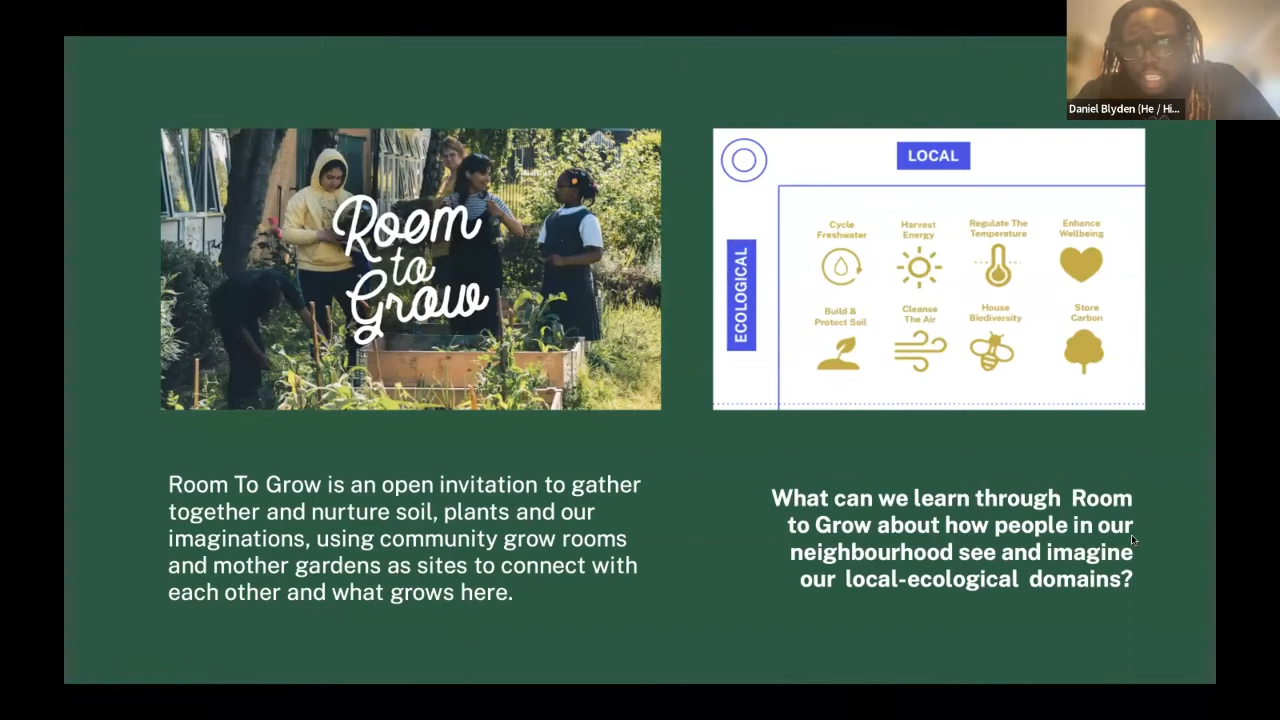 Daniel Blyden (He / Hi...
Room
to
Grow
LOCAL
ECOLOGICAL
Cycle
Freshwater
Harvest
Energy
Regulate The
Temperature
Enhance
Wellbeing
Build &
Protect Soil
Cleanse
The Air
House
Biodiversity
Store
Carbon
Room To Grow is an open invitation to gather
together and nurture soil, plants and our
imaginations, using community grow rooms
and mother gardens as sites to connect with
each other and what grows here.
What can we learn through Room
to Grow about how people in our
neighbourhood see and imagine
our local-ecological domains?